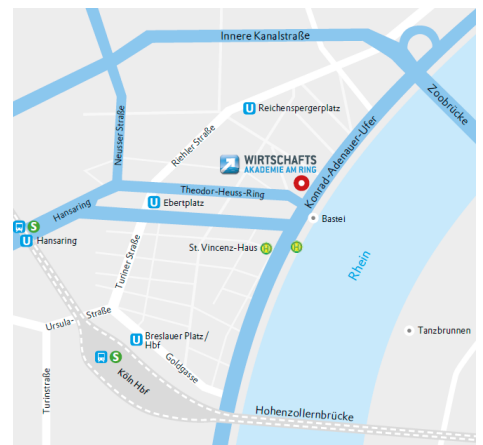 Innere Kanalstraße
Zoobrücke
U Reichenspergerplatz
Neusser Straße
Riehler Straße
Konrad-Adenauer-Ufer
WIRTSCHAFTS
AKADEMIE AM RING
Theodor-Heuss-Ring
U Ebertplatz
Hansaring
Bastei
S
U Hansaring
St. Vincenz-Haus H
H
Turiner Straße
Rhein
Ursula- Straße
Tanzbrunnen
U Breslauer Platz /
Hbf
S
Goldgasse
Köln Hbf
Turinstraße
Hohenzollernbrücke